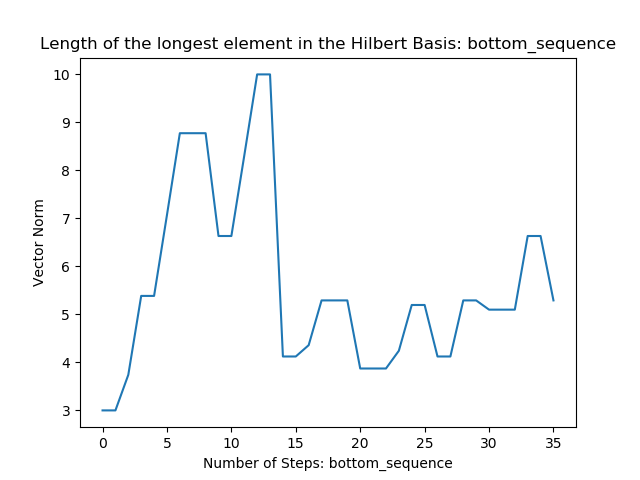 Length of the longest element in the Hilbert Basis: bottom_sequence
10
9
8
7
6
5
4
3
Vector Norm
0 5 10 15 20 25 30 35
Number of Steps: bottom_sequence